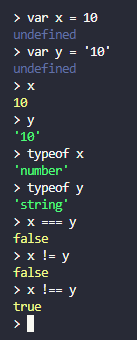 > var x = 10
undefined
> var y = '10'
undefined
> x
10
> y
'10'
> typeof x
'number'
> typeof y
'string'
> x === y
false
> x != y
false
> x !== y
true
>